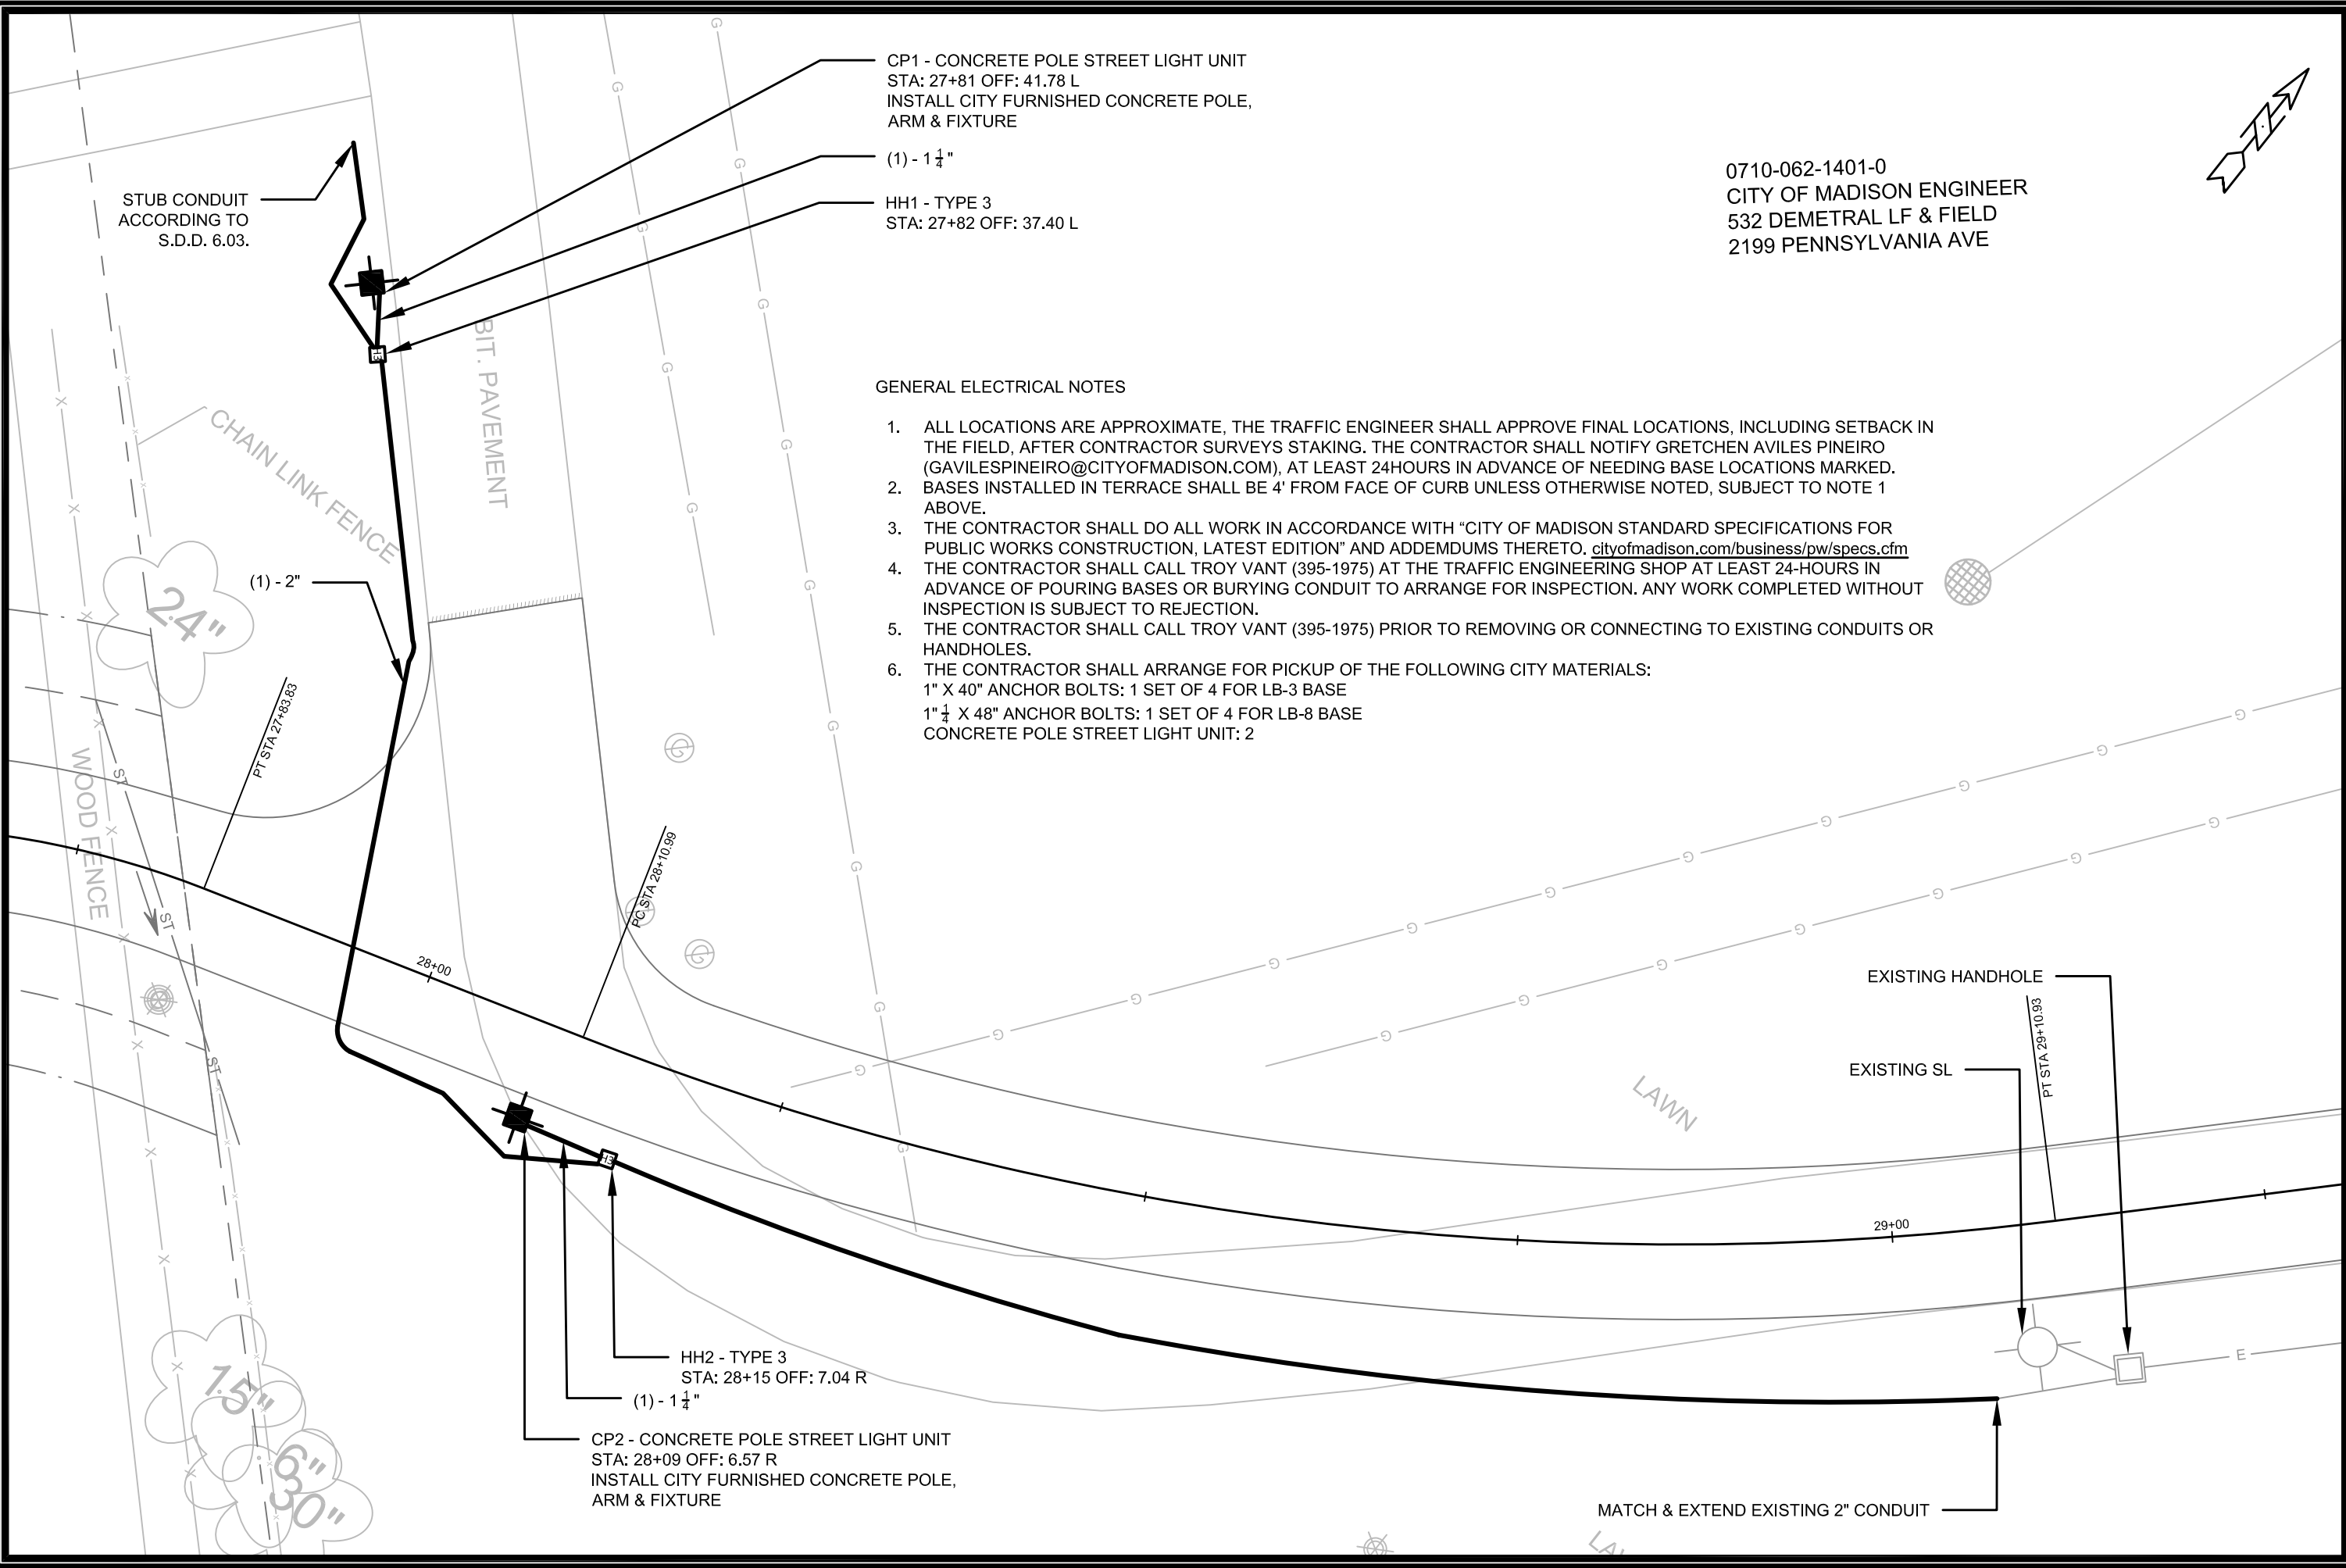 CP1 - CONCRETE POLE STREET LIGHT UNIT
STA: 27+81 OFF: 41.78 L
INSTALL CITY FURNISHED CONCRETE POLE,
ARM & FIXTURE
(1) - 1 1/4"
HH1 - TYPE 3
STA: 27+82 OFF: 37.40 L
STUB CONDUIT
ACCORDING TO
S.D.D. 6.03.
0710-062-1401-0
CITY OF MADISON ENGINEER
532 DEMETRAL LF & FIELD
2199 PENNSYLVANIA AVE
H3
BIT. PAVEMENT
CHAIN LINK FENCE
GENERAL ELECTRICAL NOTES
1. ALL LOCATIONS ARE APPROXIMATE, THE TRAFFIC ENGINEER SHALL APPROVE FINAL LOCATIONS, INCLUDING SETBACK IN
THE FIELD, AFTER CONTRACTOR SURVEYS STAKING. THE CONTRACTOR SHALL NOTIFY GRETCHEN AVILES PINEIRO
(GAVILESPINEIRO@CITYOFMADISON.COM), AT LEAST 24HOURS IN ADVANCE OF NEEDING BASE LOCATIONS MARKED.
2. BASES INSTALLED IN TERRACE SHALL BE 4' FROM FACE OF CURB UNLESS OTHERWISE NOTED, SUBJECT TO NOTE 1
ABOVE.
3. THE CONTRACTOR SHALL DO ALL WORK IN ACCORDANCE WITH “CITY OF MADISON STANDARD SPECIFICATIONS FOR
PUBLIC WORKS CONSTRUCTION, LATEST EDITION” AND ADDEMDUMS THERETO. cityofmadison.com/business/pw/specs.cfm
4. THE CONTRACTOR SHALL CALL TROY VANT (395-1975) AT THE TRAFFIC ENGINEERING SHOP AT LEAST 24-HOURS IN
ADVANCE OF POURING BASES OR BURYING CONDUIT TO ARRANGE FOR INSPECTION. ANY WORK COMPLETED WITHOUT
INSPECTION IS SUBJECT TO REJECTION.
5. THE CONTRACTOR SHALL CALL TROY VANT (395-1975) PRIOR TO REMOVING OR CONNECTING TO EXISTING CONDUITS OR
HANDHOLES.
6. THE CONTRACTOR SHALL ARRANGE FOR PICKUP OF THE FOLLOWING CITY MATERIALS:
1" X 40" ANCHOR BOLTS: 1 SET OF 4 FOR LB-3 BASE
1" 1/4 X 48" ANCHOR BOLTS: 1 SET OF 4 FOR LB-8 BASE
CONCRETE POLE STREET LIGHT UNIT: 2
(1) - 2"
24"
PT STA 27+83.83
WOOD FENCE
ST
ST
ST
PC STA 28+10.99
28+00
EXISTING HANDHOLE
PT STA 29+10.93
EXISTING SL
LAWN
H3
29+00
E
HH2 - TYPE 3
STA: 28+15 OFF: 7.04 R
(1) - 1 1/4"
CP2 - CONCRETE POLE STREET LIGHT UNIT
STA: 28+09 OFF: 6.57 R
INSTALL CITY FURNISHED CONCRETE POLE,
ARM & FIXTURE
15"
6"
30"
MATCH & EXTEND EXISTING 2" CONDUIT